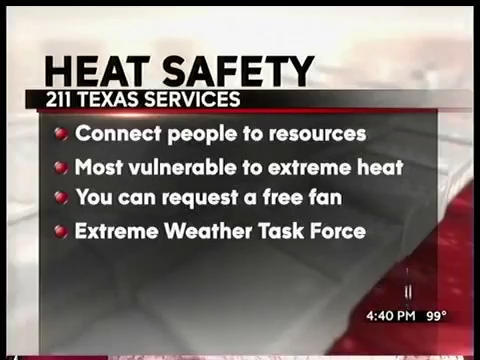 HEAT SAFETY
211 TEXAS SERVICES
Connect people to resources
Most vulnerable to extreme heat
You can request a free fan
Extreme Weather Task Force
4:40 PM 99°